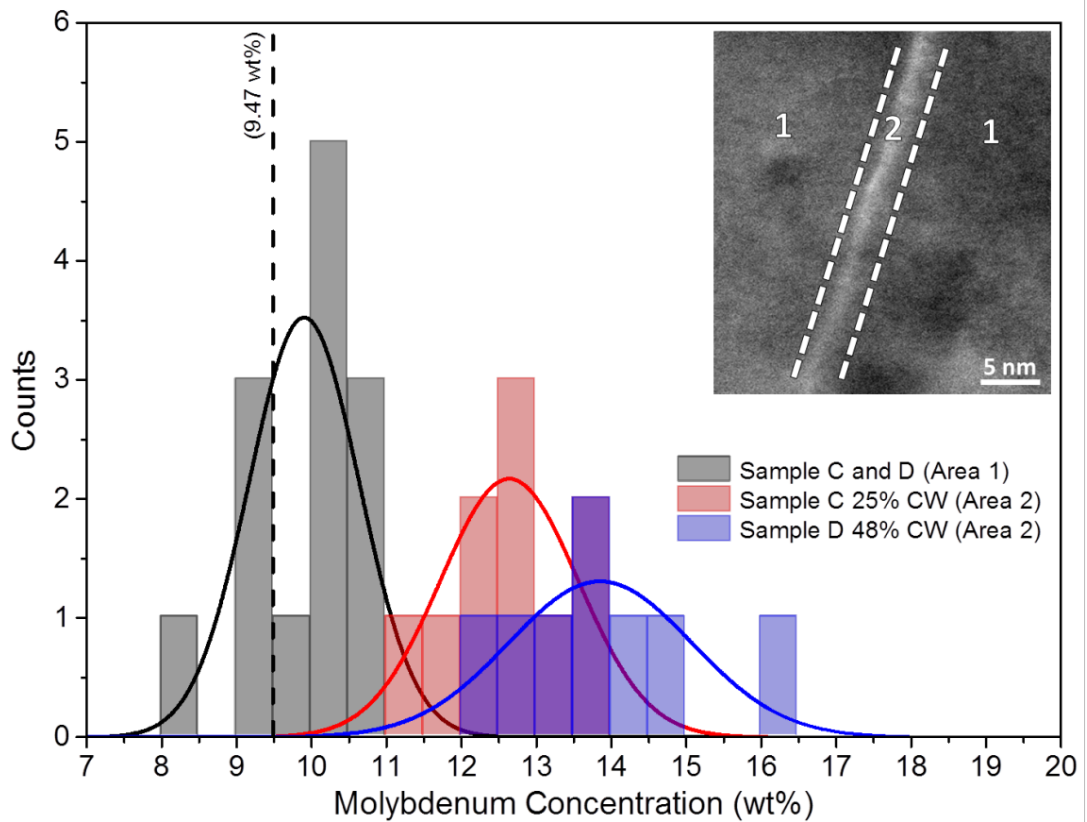 6
5
4
3
2
1
0
Counts
(9.47 wt%)
1
2
1
5 nm
Sample C and D (Area 1)
Sample C 25% CW (Area 2)
Sample D 48% CW (Area 2)
7 8 9 10 11 12 13 14 15 16 17 18 19 20
Molybdenum Concentration (wt%)